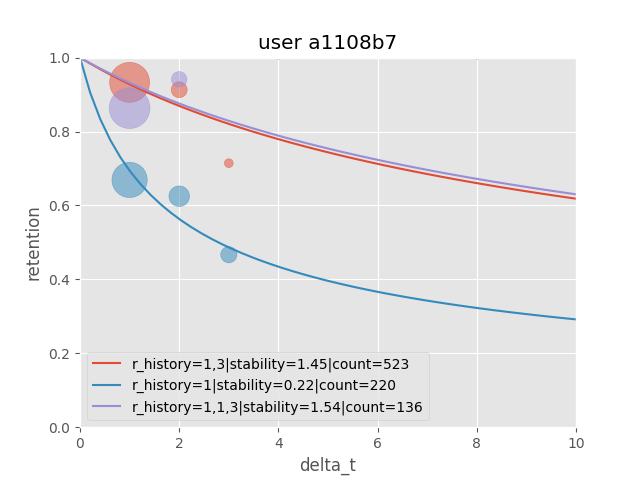 user a1108b7
1.0
0.8
0.6
0.4
0.2
0.0
retention
r_history=1,3|stability=1.45|count=523
r_history=1|stability=0.22|count=220
r_history=1,1,3|stability=1.54|count=136
0 2 4 6 8 10
delta_t